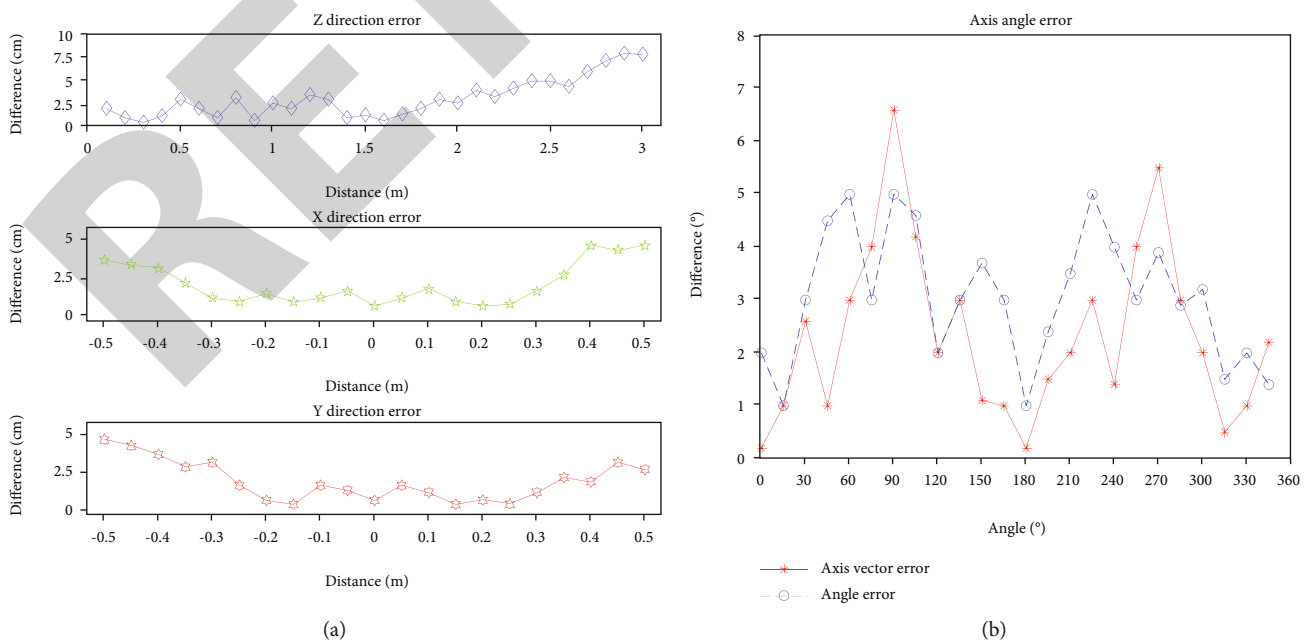 Z direction error
Difference (cm)
10
7.5
5
2.5
0
0 0.5 1 1.5 2 2.5 3
Distance (m)
X direction error
Difference (cm)
5
2.5
0
-0.5 -0.4 -0.3 -0.2 -0.1 0 0.1 0.2 0.3 0.4 0.5
Distance (m)
Y direction error
Difference (cm)
5
2.5
0
-0.5 -0.4 -0.3 -0.2 -0.1 0 0.1 0.2 0.3 0.4 0.5
Distance (m)
(a)
Axis angle error
Difference (°)
8
7
6
5
4
3
2
1
0
0 30 60 90 120 150 180 210 240 270 300 330 360
Angle (°)
Axis vector error
Angle error
(b)